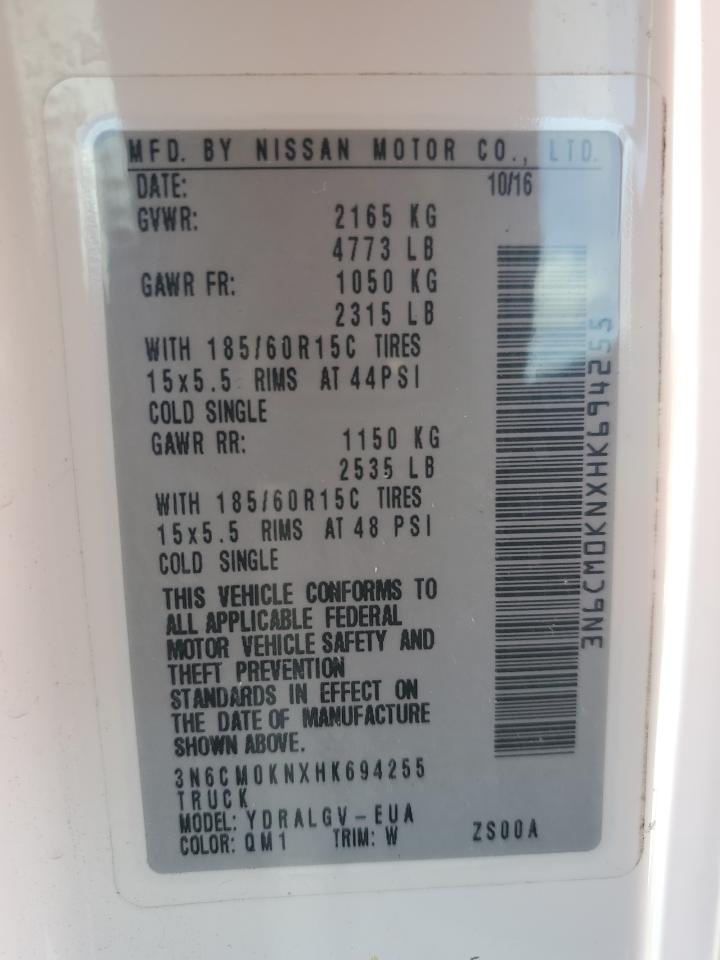 MFD. BY NISSAN MOTOR CO., LTD.
DATE: 10/16
GVWR: 2165 KG
4773 LB
GAWR FR: 1050 KG
2315 LB
WITH 185/60R15C TIRES
15x5.5 RIMS AT 44PSI
COLD SINGLE
GAWR RR: 1150 KG
2535 LB
WITH 185/60R15C TIRES
15x5.5 RIMS AT 48 PSI
COLD SINGLE
THIS VEHICLE CONFORMS TO
ALL APPLICABLE FEDERAL
MOTOR VEHICLE SAFETY AND
THEFT PREVENTION
STANDARDS IN EFFECT ON
THE DATE OF MANUFACTURE
SHOWN ABOVE.
3N6CM0KNXHK694255
TRUCK
MODEL: YDRALGV-EUA
COLOR: QM1 TRIM: W ZS00A
3N6CM0KNXHK694255